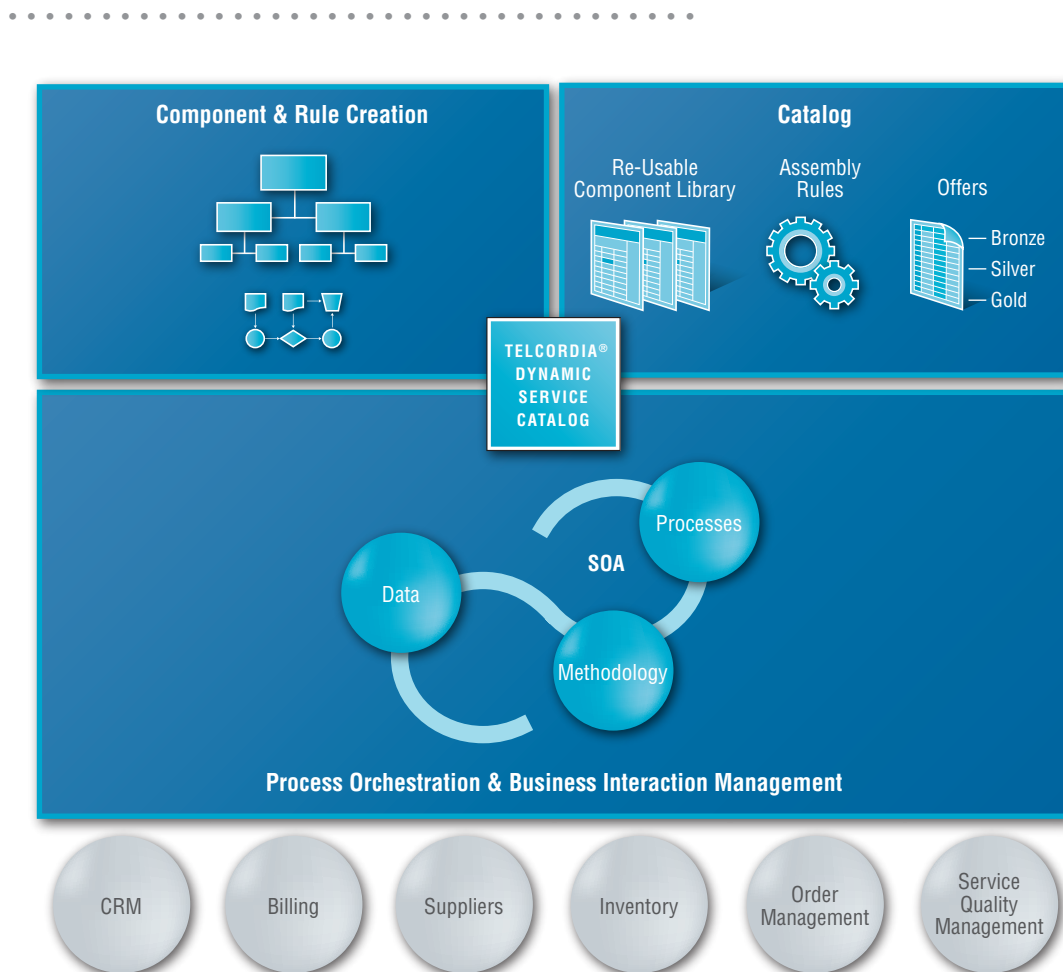 Component & Rule Creation
Catalog
Re-Usable
Component Library
Assembly
Rules
Offers
— Bronze
— Silver
— Gold
TELCORDIA®
DYNAMIC
SERVICE
CATALOG
Processes
SOA
Data
Methodology
Process Orchestration & Business Interaction Management
CRM
Billing
Suppliers
Inventory
Order
Management
Service
Quality
Management